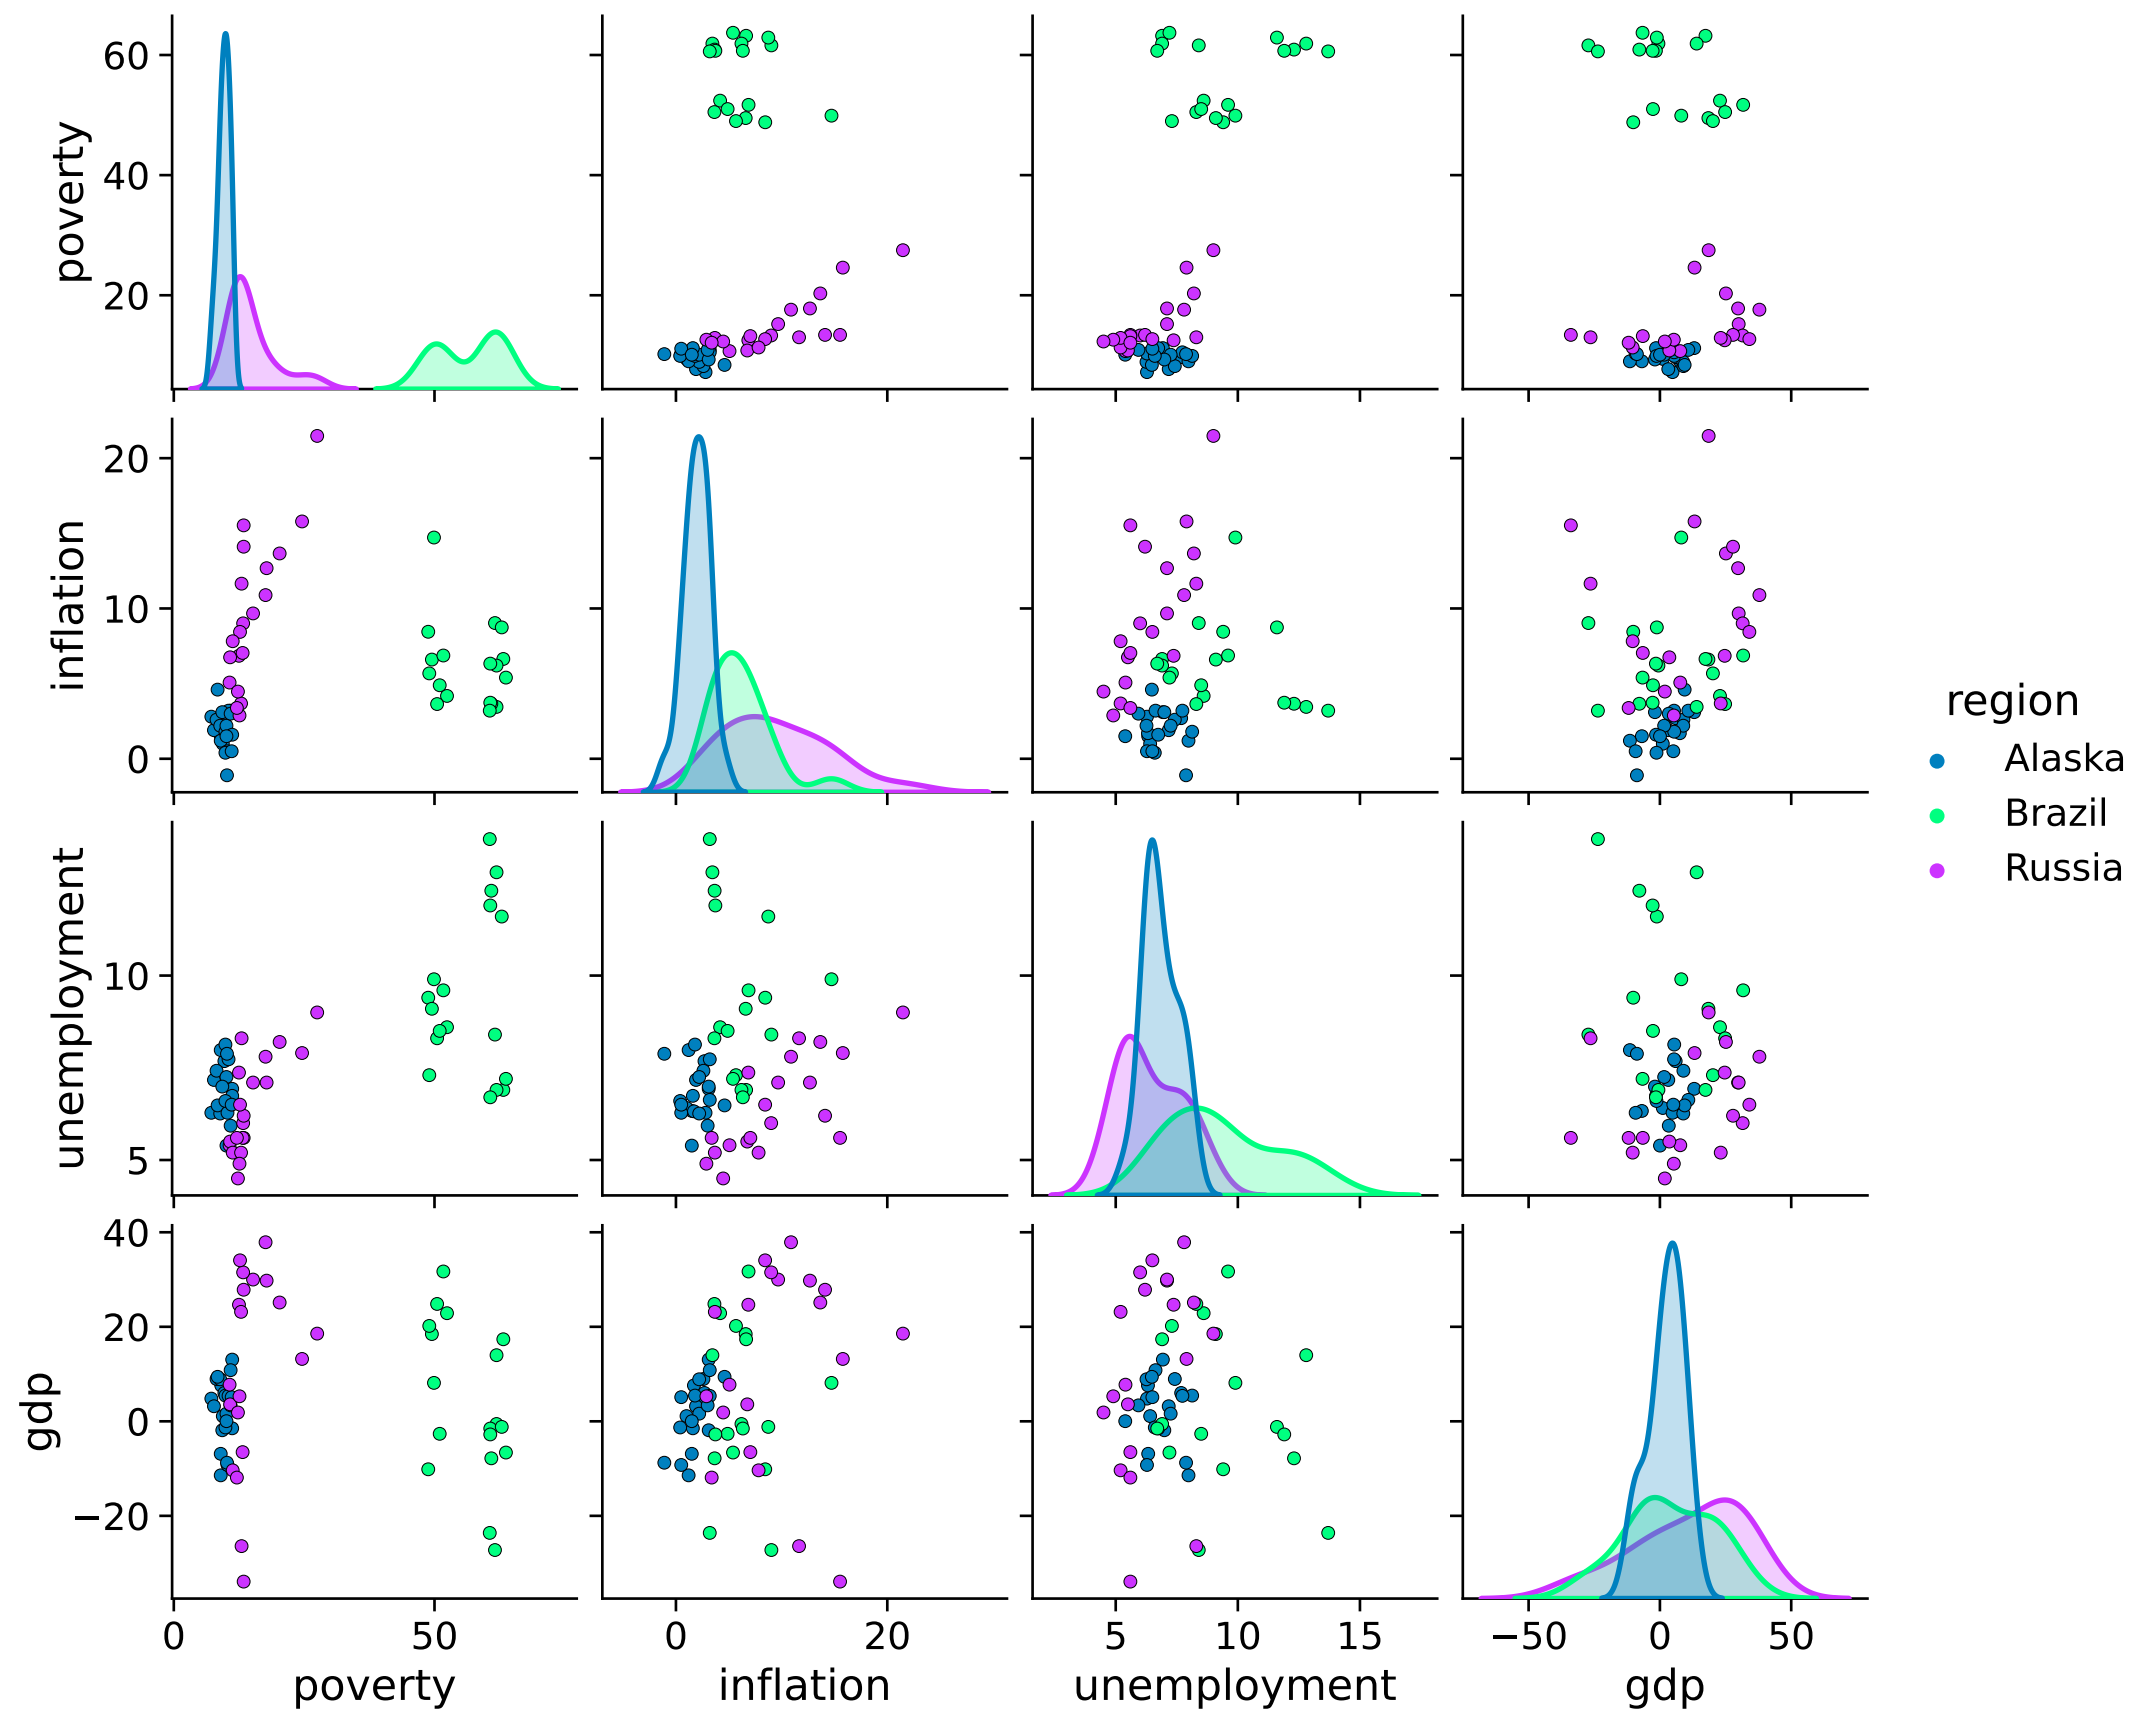 60
40
20
poverty
20
10
0
inflation
10
5
unemployment
40
20
0
−20
gdp
0 50
0 20
5 10 15
−50 0 50
poverty
inflation
unemployment
gdp
region
Alaska
Brazil
Russia